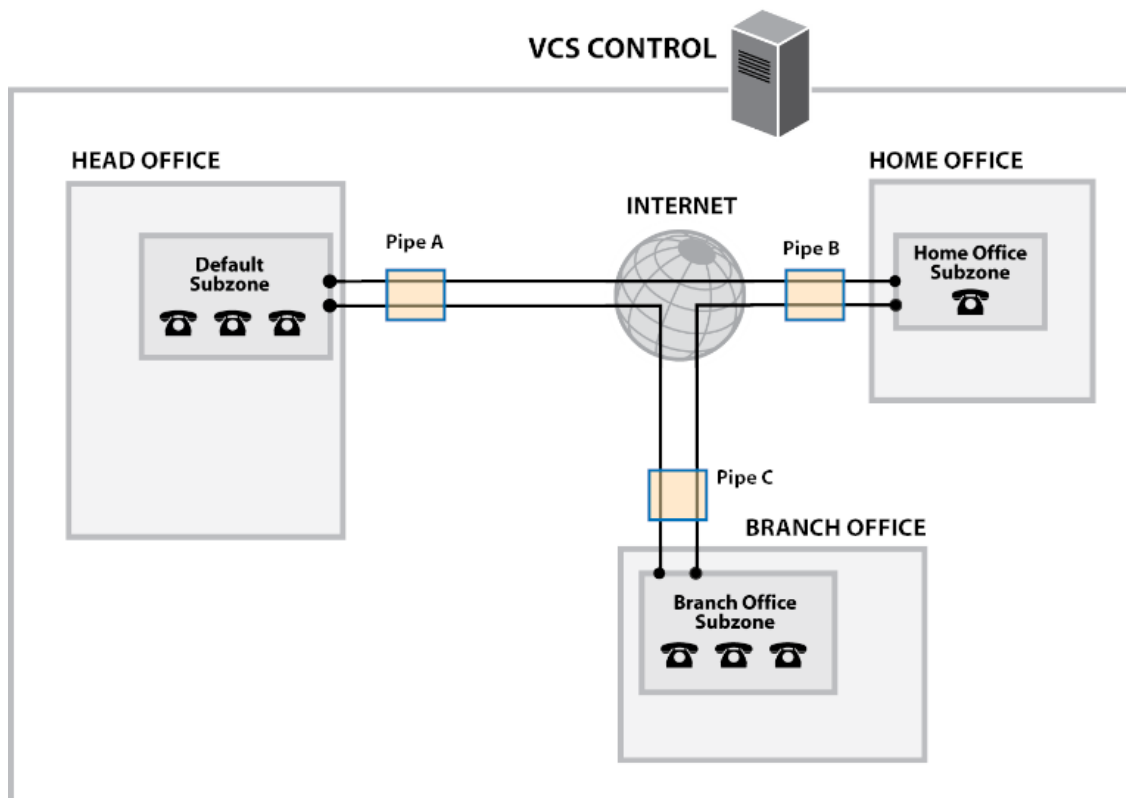 VCS CONTROL
HEAD OFFICE
HOME OFFICE
INTERNET
Pipe A
Pipe B
Default
Subzone
Home Office
Subzone
Pipe C
BRANCH OFFICE
Branch Office
Subzone